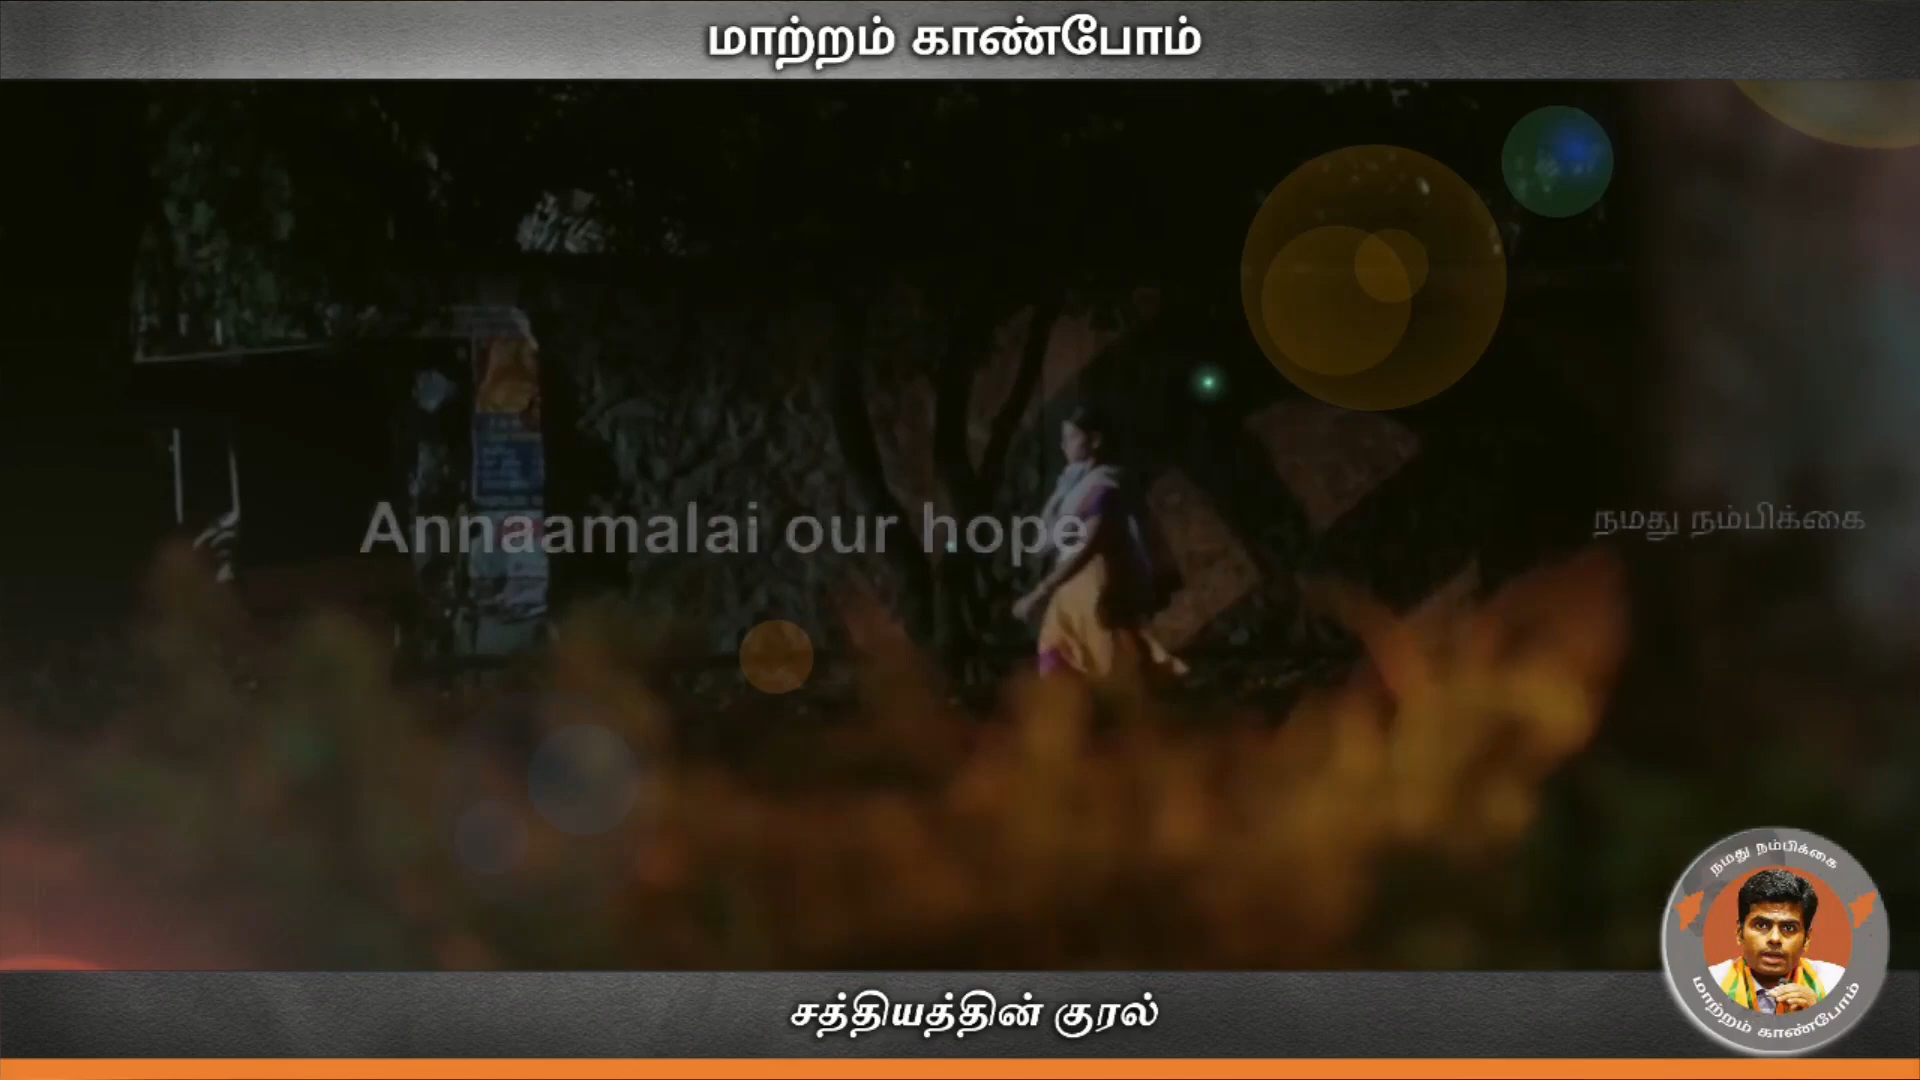 மாற்றம் காண்போம்
Annaamalai our hope
நமது நம்பிக்கை
நமது நம்பிக்கை
மாற்றம் காண்போம்
சத்தியத்தின் குரல்